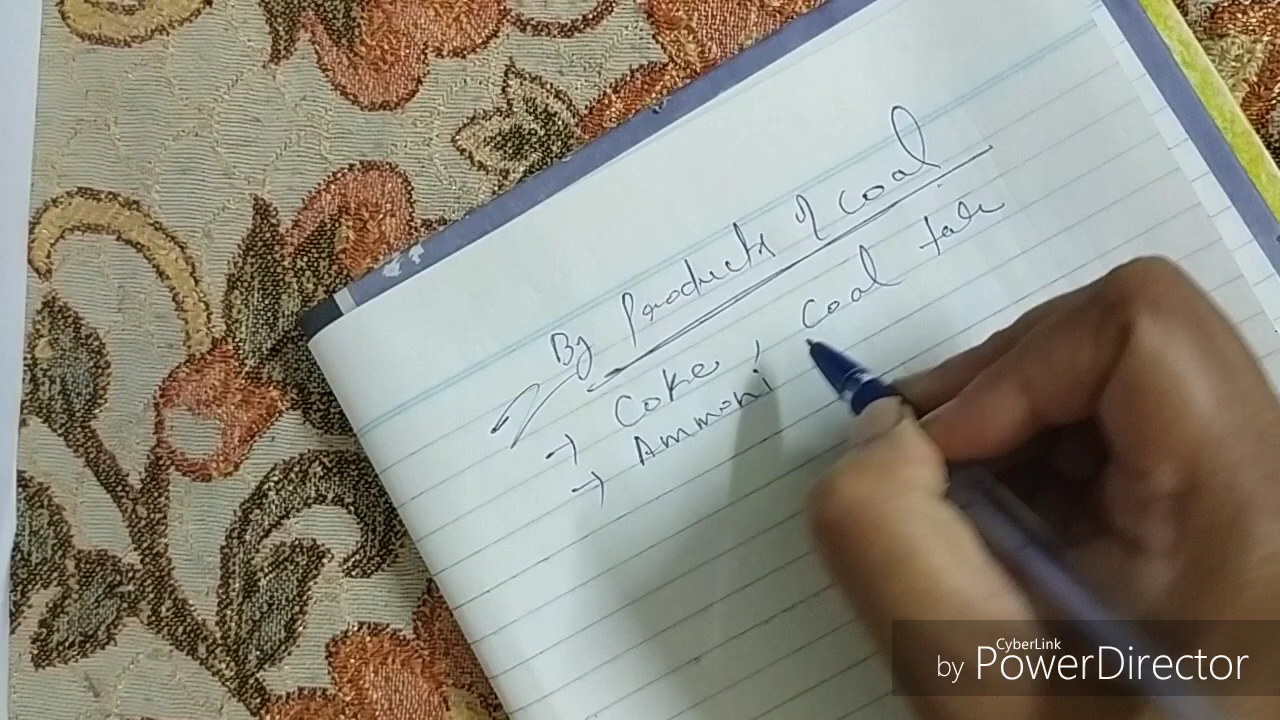 By Products of coal
→ Coke, coal tar
→ Ammoni
CyberLink
by PowerDirector